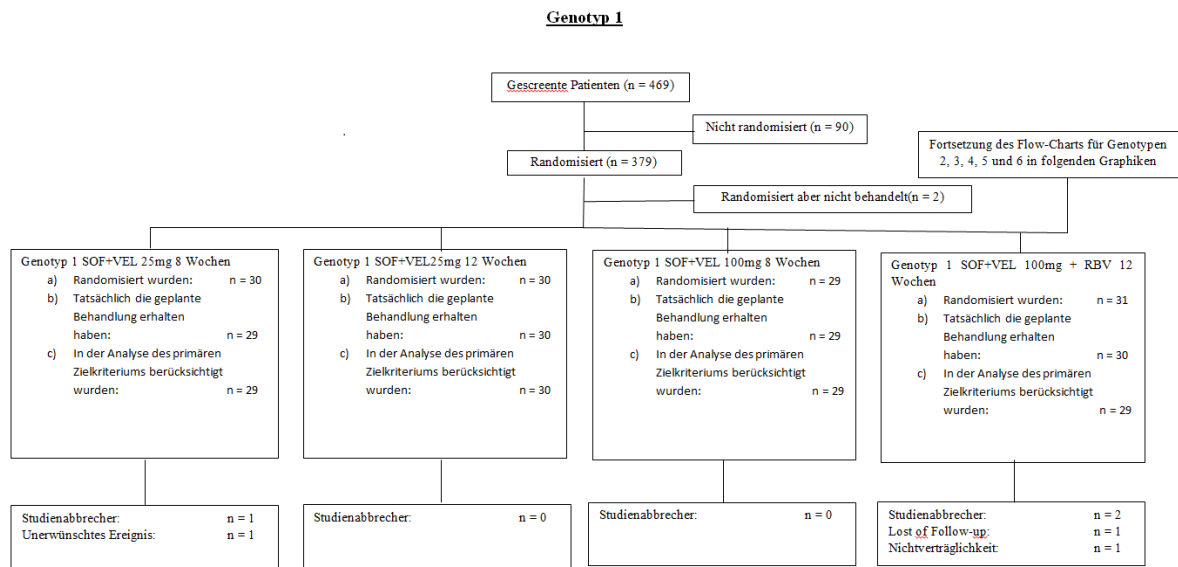 Genotyp 1
Gescreente Patienten (n = 469)
Nicht randomisiert (n = 90)
Fortsetzung des Flow-Charts für Genotypen
2, 3, 4, 5 und 6 in folgenden Graphiken
Randomisiert (n = 379)
Randomisiert aber nicht behandelt(n = 2)
Genotyp 1 SOF+VEL 25mg 8 Wochen
a) Randomisiert wurden: n = 30
b) Tatsächlich die geplante
Behandlung erhalten
haben: n = 29
c) In der Analyse des primären
Zielkriteriums berücksichtigt
wurden: n = 29
Genotyp 1 SOF+VEL25mg 12 Wochen
a) Randomisiert wurden: n = 30
b) Tatsächlich die geplante
Behandlung erhalten
haben: n = 30
c) In der Analyse des primären
Zielkriteriums berücksichtigt
wurden: n = 30
Genotyp 1 SOF+VEL 100mg 8 Wochen
a) Randomisiert wurden: n = 29
b) Tatsächlich die geplante
Behandlung erhalten
haben: n = 29
c) In der Analyse des primären
Zielkriteriums berücksichtigt
wurden: n = 29
Genotyp 1 SOF+VEL 100mg + RBV 12
Wochen
a) Randomisiert wurden: n = 31
b) Tatsächlich die geplante
Behandlung erhalten
haben: n = 30
c) In der Analyse des primären
Zielkriteriums berücksichtigt
wurden: n = 29
Studienabbrecher: n = 1
Unerwünschtes Ereignis: n = 1
Studienabbrecher: n = 0
Studienabbrecher: n = 0
Studienabbrecher: n = 2
Lost of Follow-up: n = 1
Nichtverträglichkeit: n = 1